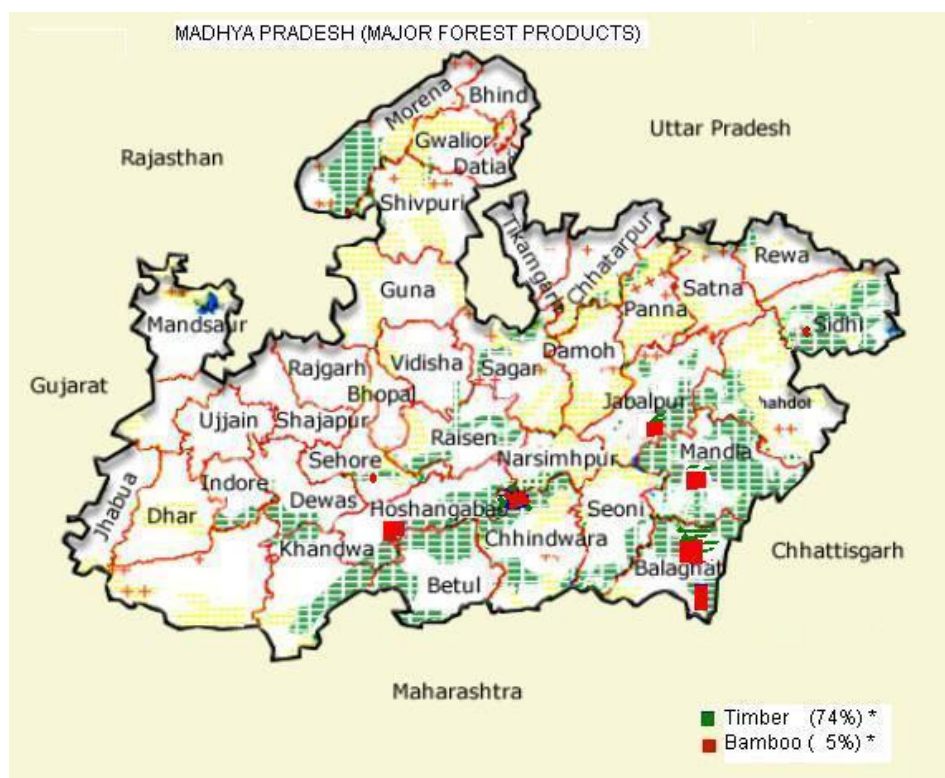 MADHYA PRADESH (MAJOR FOREST PRODUCTS)
Bhind
Morena
Uttar Pradesh
Gwalior
Rajasthan
Datia
Shivpuri
Tikamgarh
Chhatarpur
Rewa
Guna
Satna
Panna
Mandsaur
Sidhi
Damoh
Vidisha
Sagar
Rajgarh
Gujarat
Bhopal
Jabalpur
Ujjain
Shajapur
Raisen
Mandla
Sehore
Narsimhpur
Indore
Dewas
Jhabua
Dhar
Hoshangabad
Seoni
Chhindwara
Khandwa
Chhattisgarh
Balaghat
Betul
Maharashtra
Timber (74%) *
Bamboo ( 5%) *